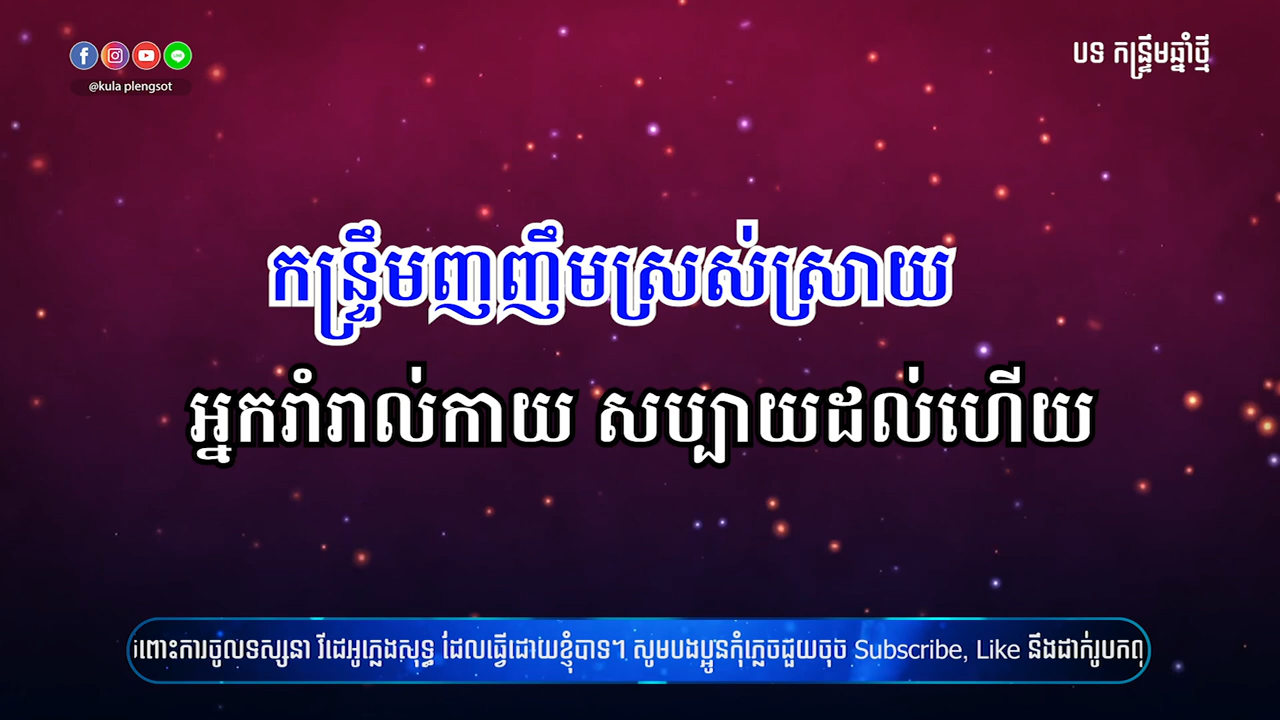 @kula plengsot
បទ កន្ទ្រឹមឆ្នាំថ្មី
កន្ទ្រឹមញញឹមស្រស់ស្រាយ
អ្នករាំរាល់កាយ សប្បាយដល់ហើយ
ពោះការចូលទស្សនា វីដេអូភ្លេងសុទ្ធ ដែលធ្វើដោយខ្ញុំបាទ។ សូមបងប្អូនកុំភ្លេចជួយចុច Subscribe, Like និងដាក់រូបកណ្